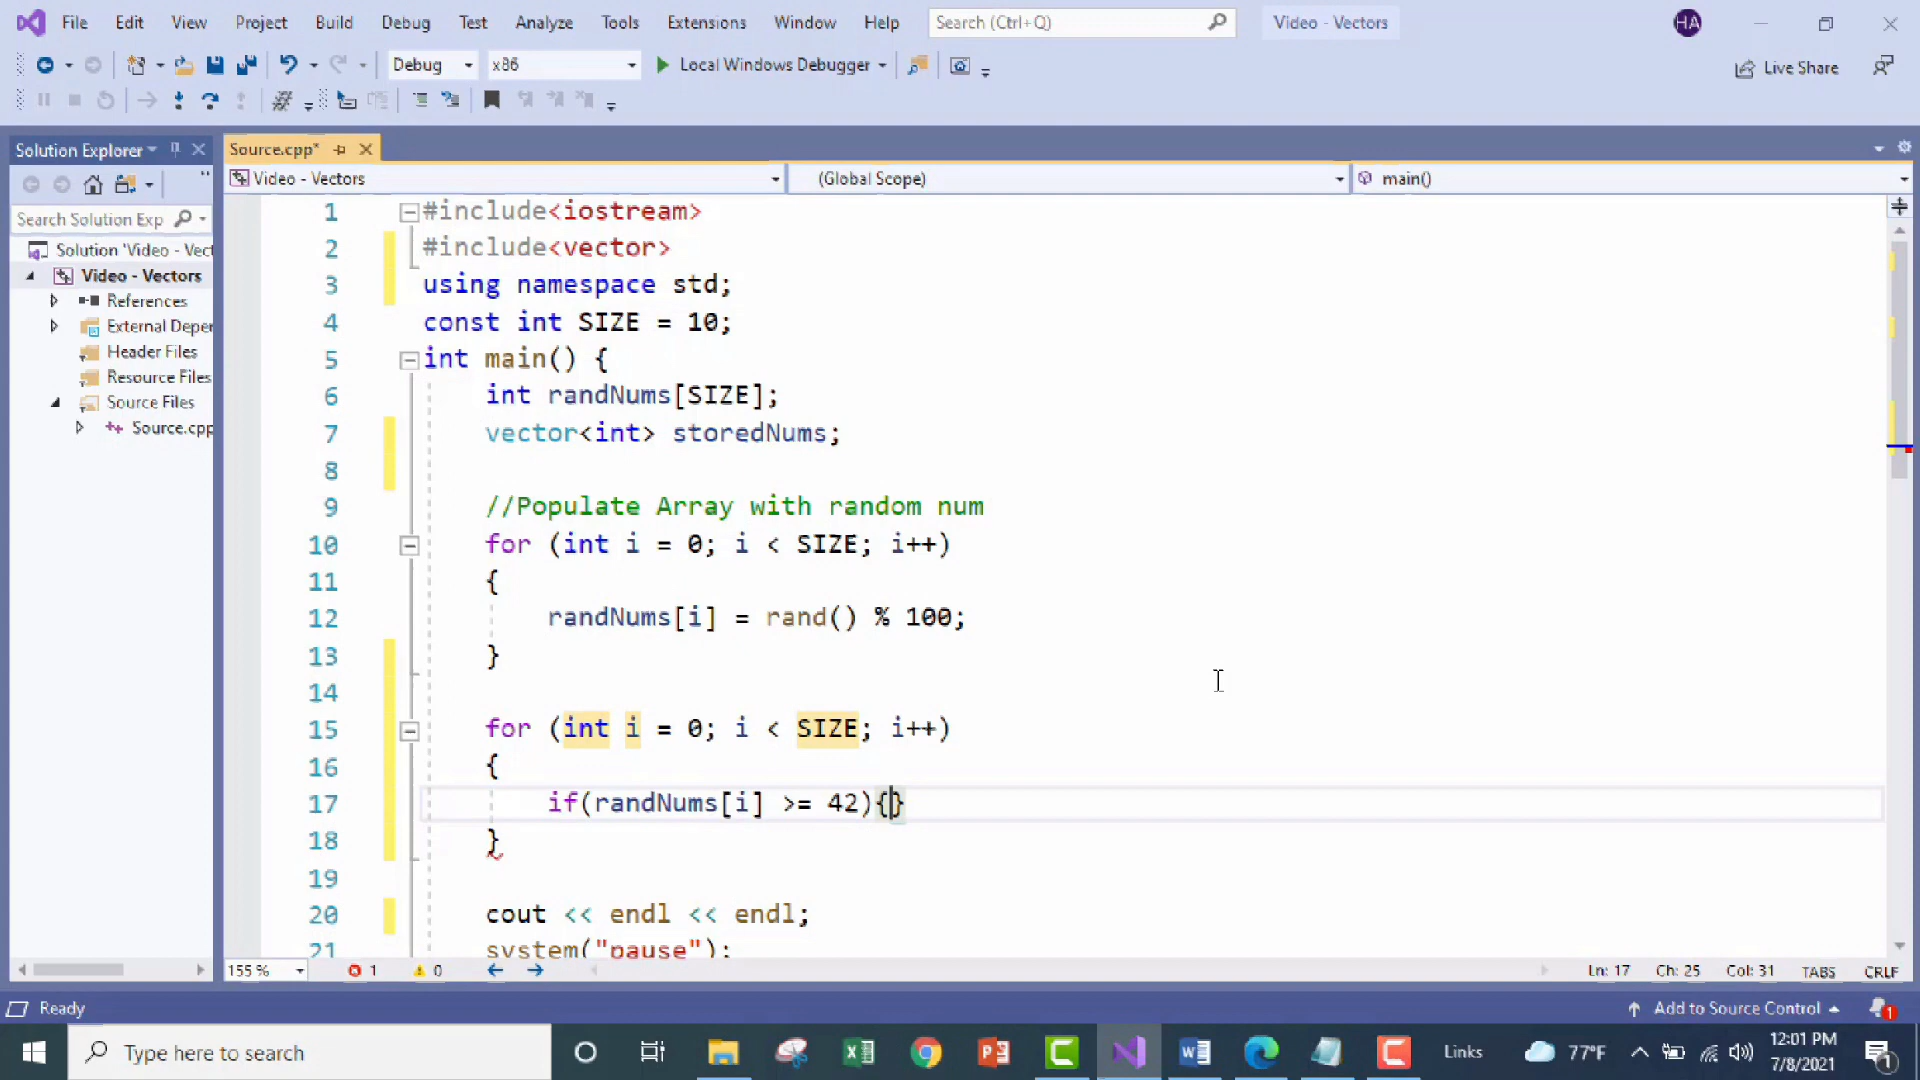 File Edit View Project Build Debug Test Analyze Tools Extensions Window Help Search (Ctrl+Q) Video - Vectors HA
Debug x86 Local Windows Debugger Live Share
Solution Explorer Source.cpp*
Video - Vectors (Global Scope) main()
Search Solution Exp
Solution 'Video - Vect
Video - Vectors
References
External Deper
Header Files
Resource Files
Source Files
Source.cpp
1 #include<iostream>
2 #include<vector>
3 using namespace std;
4 const int SIZE = 10;
5 int main() {
6 int randNums[SIZE];
7 vector<int> storedNums;
8
9 //Populate Array with random num
10 for (int i = 0; i < SIZE; i++)
11 {
12 randNums[i] = rand() % 100;
13 }
14
15 for (int i = 0; i < SIZE; i++)
16 {
17 if(randNums[i] >= 42){}
18 }
19
20 cout << endl << endl;
21 system("pause");
155 % 1 0 Ln: 17 Ch: 25 Col: 31 TABS CRLF
Ready Add to Source Control 1
Type here to search Links 77°F 12:01 PM
7/8/2021 1